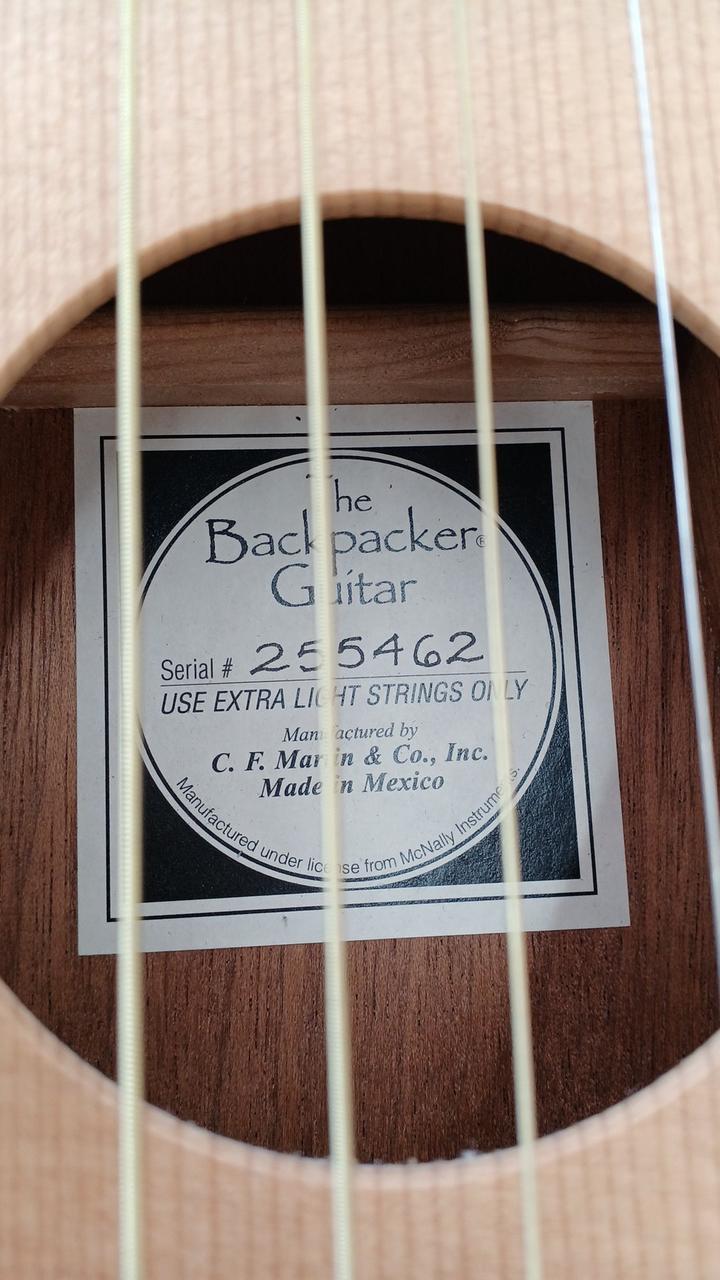 The
Backpacker®
Guitar
Serial # 255462
USE EXTRA LIGHT STRINGS ONLY
Manufactured by
C. F. Martin & Co., Inc.
Made in Mexico
Manufactured under license from McNally Instruments.